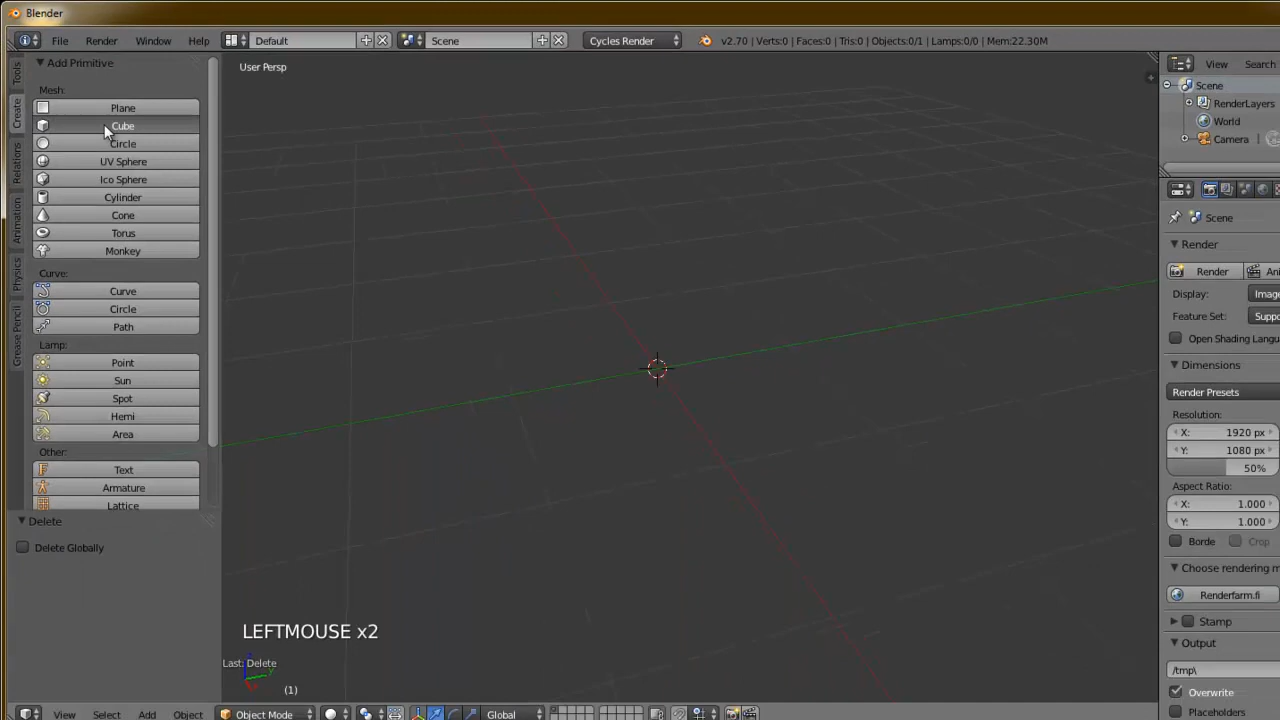 Blender
File Render Window Help Default Scene Cycles Render v2.70 | Verts:0 | Faces:0 | Tris:0 | Objects:0/1 | Lamps:0/0 | Mem:22.30M
Add Primitive
Mesh:
Plane
Cube
Circle
UV Sphere
Ico Sphere
Cylinder
Cone
Torus
Monkey
Curve:
Curve
Circle
Path
Lamp:
Point
Sun
Spot
Hemi
Area
Other:
Text
Armature
Lattice
Delete
Delete Globally
Tools
Create
Relations
Animation
Physics
Grease Pencil
User Persp
LEFTMOUSE x2
Last: Delete
(1)
View Select Add Object Object Mode Global
View Search
Scene
RenderLayers
World
Camera
Scene
Render
Render Ani
Display: Image
Feature Set: Suppo
Open Shading Langu
Dimensions
Render Presets
Resolution:
X: 1920 px
Y: 1080 px
50%
Aspect Ratio:
X: 1.000
Y: 1.000
Borde Crop
Choose rendering m
Renderfarm.fi
Stamp
Output
/tmp\
Overwrite
Placeholders